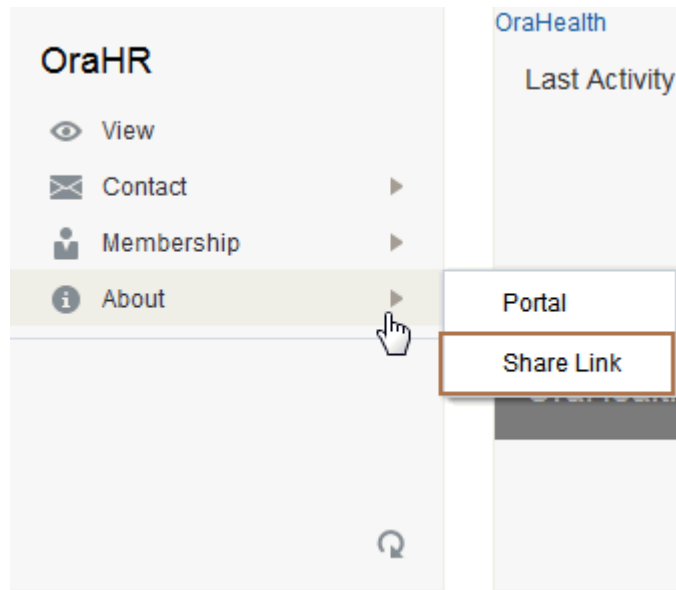 OraHR
View
Contact
Membership
About
Portal
Share Link
OraHealth
Last Activity